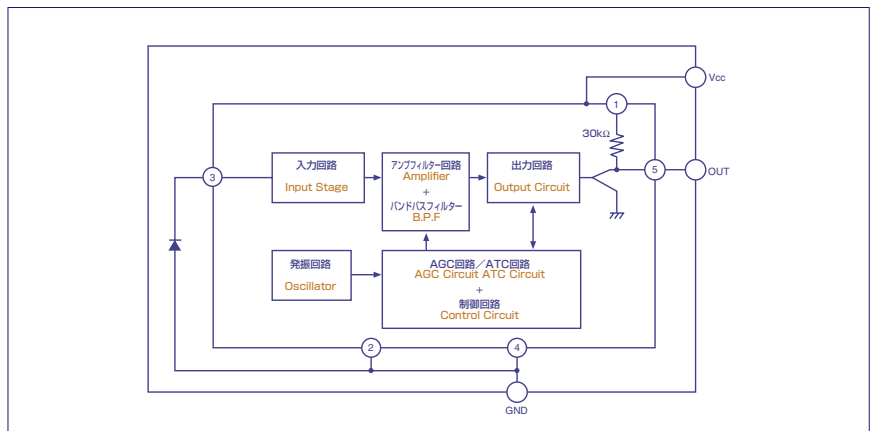 Vcc
1
30kΩ
入力回路
Input Stage
アンプフィルター回路
Amplifier
+
バンドパスフィルター
B.P.F
出力回路
Output Circuit
3
5
OUT
発振回路
Oscillator
AGC回路／ATC回路
AGC Circuit ATC Circuit
+
制御回路
Control Circuit
2
4
GND